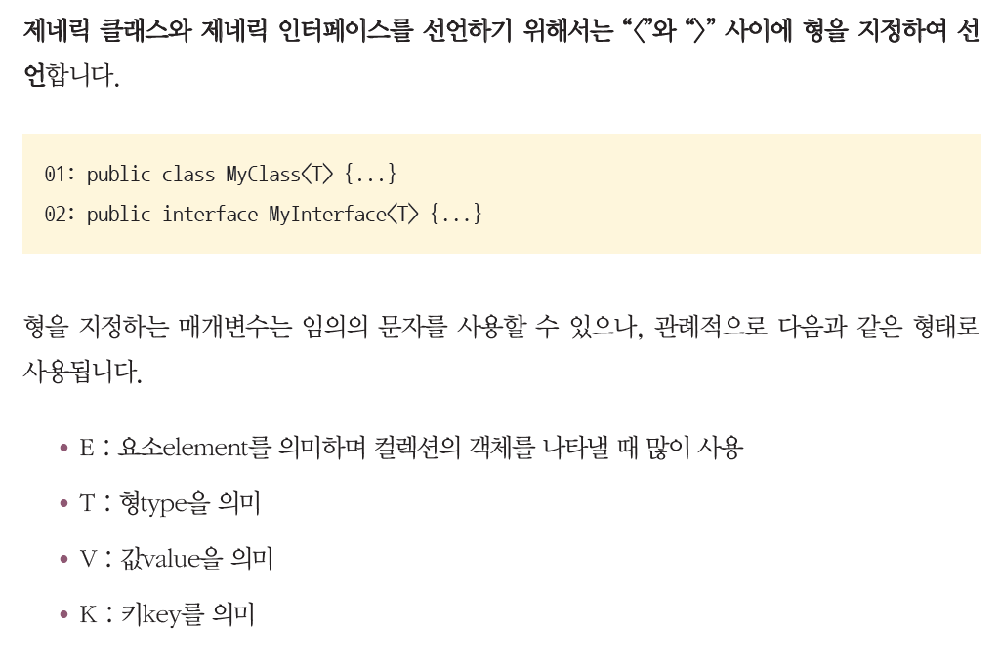 제네릭 클래스와 제네릭 인터페이스를 선언하기 위해서는 “〈”와 “〉” 사이에 형을 지정하여 선
언합니다.
01: public class MyClass<T> {...}
02: public interface MyInterface<T> {...}
형을 지정하는 매개변수는 임의의 문자를 사용할 수 있으나, 관례적으로 다음과 같은 형태로
사용됩니다.
• E : 요소element를 의미하며 컬렉션의 객체를 나타낼 때 많이 사용
• T : 형type을 의미
• V : 값value을 의미
• K : 키key를 의미